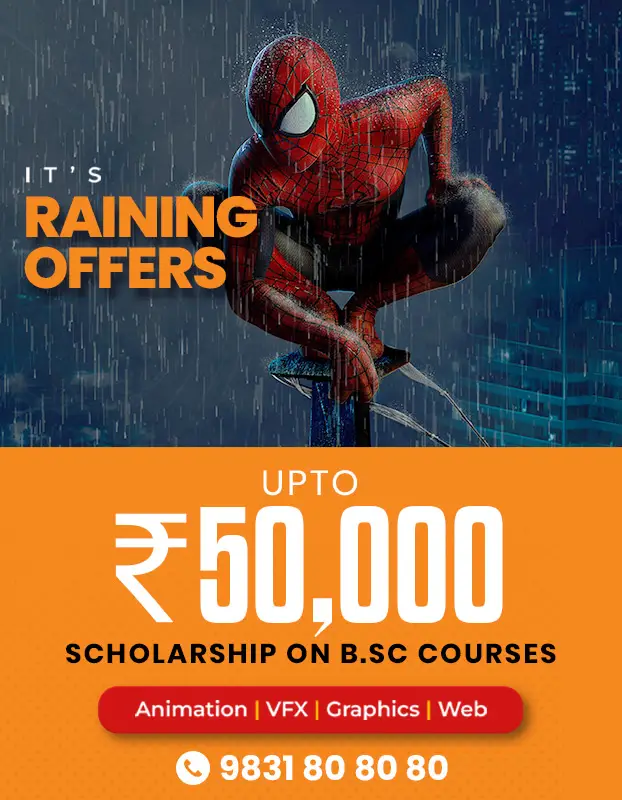 IT'S
RAINING
OFFERS
UPTO
₹50,000
SCHOLARSHIP ON B.SC COURSES
Animation | VFX | Graphics | Web
9831 80 80 80